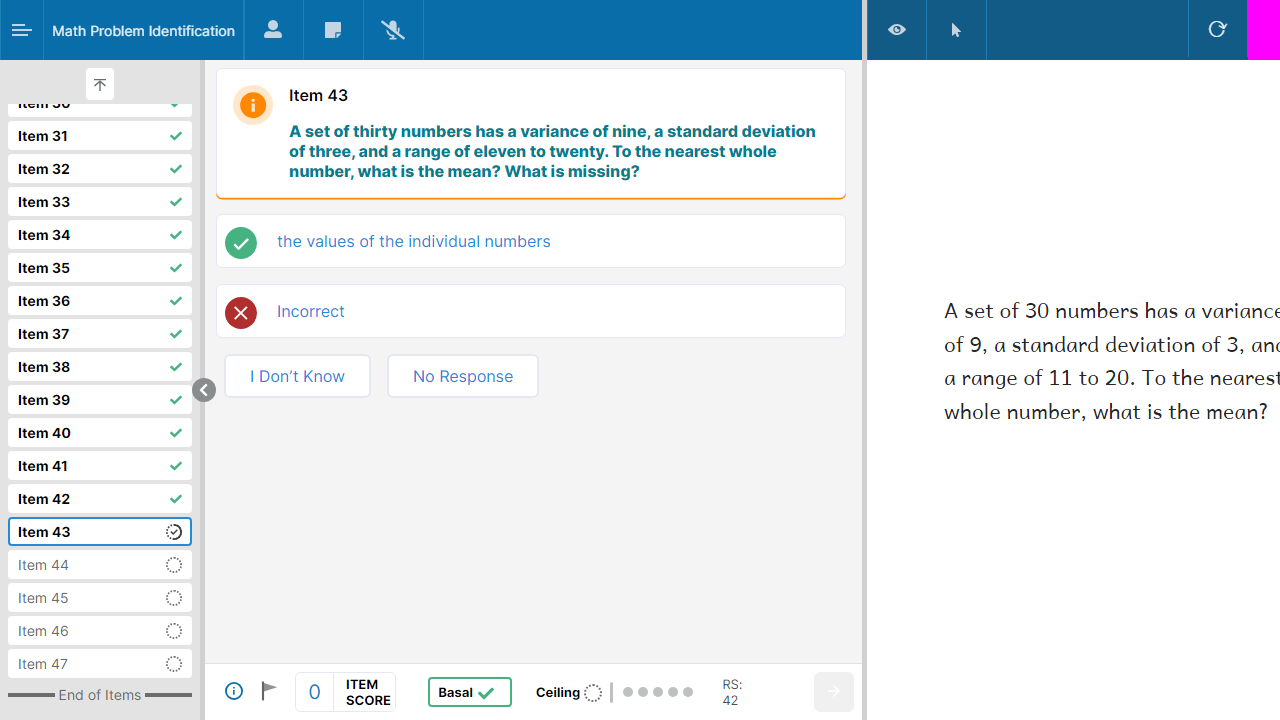 Math Problem Identification
Item 30
Item 31
Item 32
Item 33
Item 34
Item 35
Item 36
Item 37
Item 38
Item 39
Item 40
Item 41
Item 42
Item 43
Item 44
Item 45
Item 46
Item 47
End of Items
Item 43
A set of thirty numbers has a variance of nine, a standard deviation
of three, and a range of eleven to twenty. To the nearest whole
number, what is the mean? What is missing?
the values of the individual numbers
Incorrect
I Don't Know
No Response
0
ITEM
SCORE
Basal
Ceiling
RS:
42
A set of 30 numbers has a variance
of 9, a standard deviation of 3, and
a range of 11 to 20. To the nearest
whole number, what is the mean?